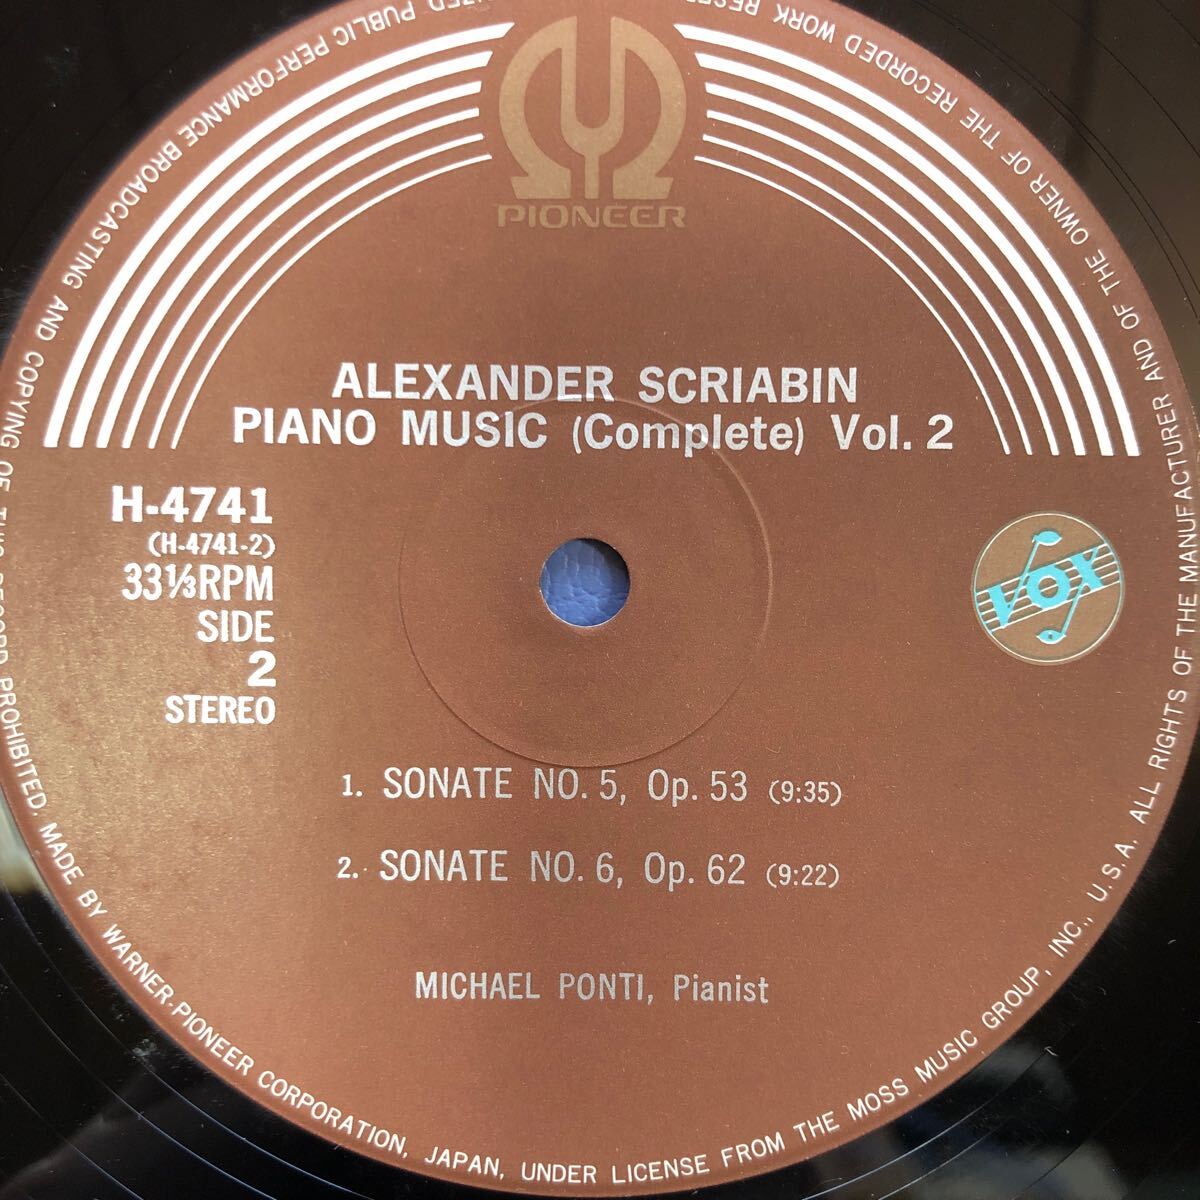 PIONEER
ALEXANDER SCRIABIN
PIANO MUSIC (Complete) Vol. 2
H-4741
(H-4741-2)
33⅓RPM
SIDE
2
STEREO
VOX
1. SONATE NO. 5, Op. 53 (9:35)
2. SONATE NO. 6, Op. 62 (9:22)
MICHAEL PONTI, Pianist
ALL RIGHTS OF THE MANUFACTURER AND OF THE OWNER OF THE RECORDED WORK
PUBLIC PERFORMANCE BROADCASTING AND COPYING OF THIS RECORD PROHIBITED. MADE BY WARNER-PIONEER CORPORATION, JAPAN, UNDER LICENSE FROM THE MOSS MUSIC GROUP, INC., U.S.A.